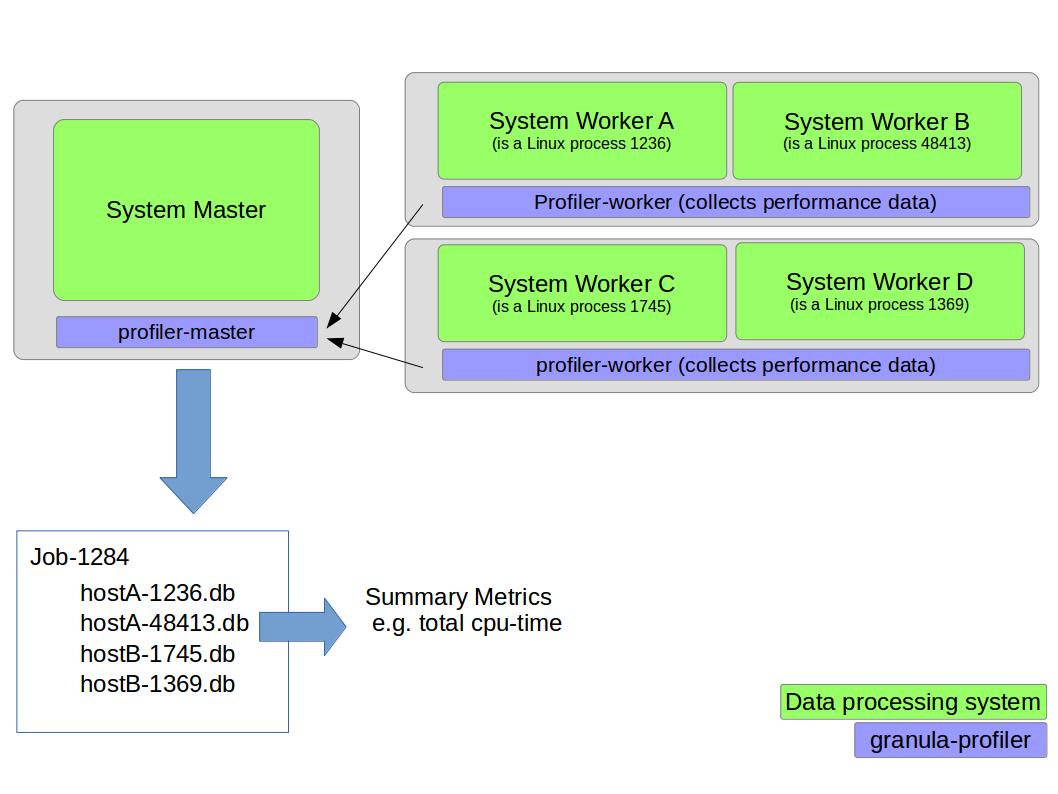 System Master
profiler-master
System Worker A
(is a Linux process 1236)
System Worker B
(is a Linux process 48413)
Profiler-worker (collects performance data)
System Worker C
(is a Linux process 1745)
System Worker D
(is a Linux process 1369)
profiler-worker (collects performance data)
Job-1284
hostA-1236.db
hostA-48413.db
hostB-1745.db
hostB-1369.db
Summary Metrics
e.g. total cpu-time
Data processing system
granula-profiler